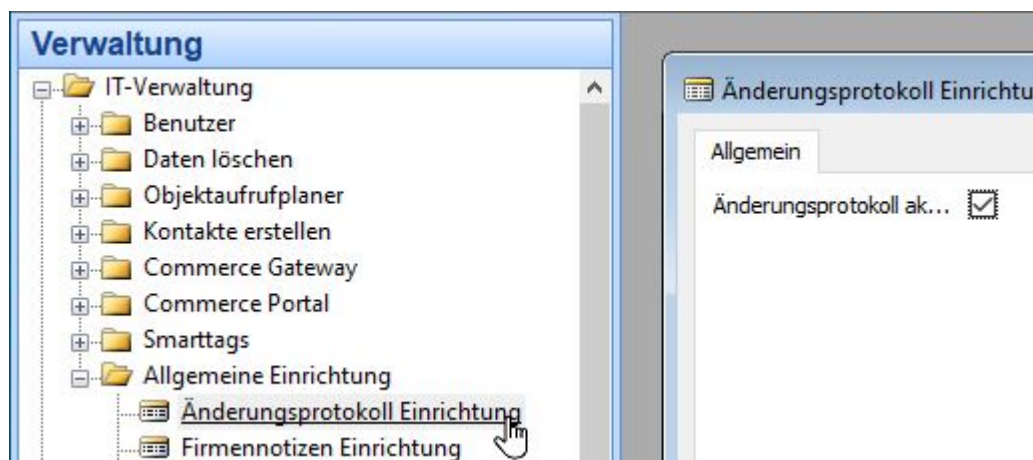 Verwaltung
IT-Verwaltung
Benutzer
Daten löschen
Objektaufrufplaner
Kontakte erstellen
Commerce Gateway
Commerce Portal
Smarttags
Allgemeine Einrichtung
Änderungsprotokoll Einrichtung
Firmennotizen Einrichtung
Änderungsprotokoll Einrichtu
Allgemein
Änderungsprotokoll ak...